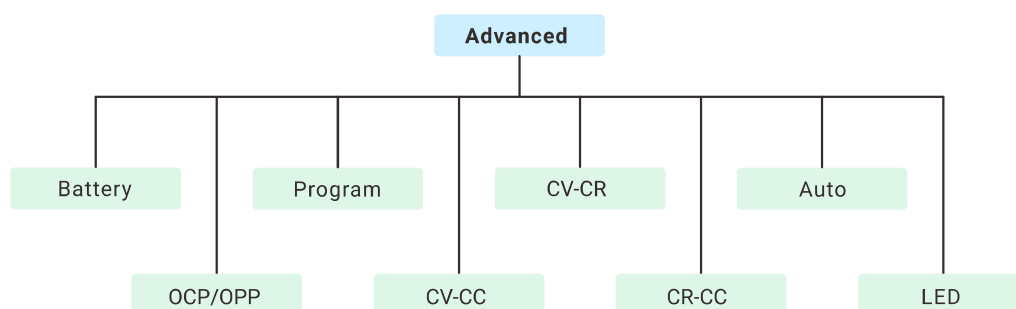 Advanced
Battery
Program
CV-CR
Auto
OCP/OPP
CV-CC
CR-CC
LED